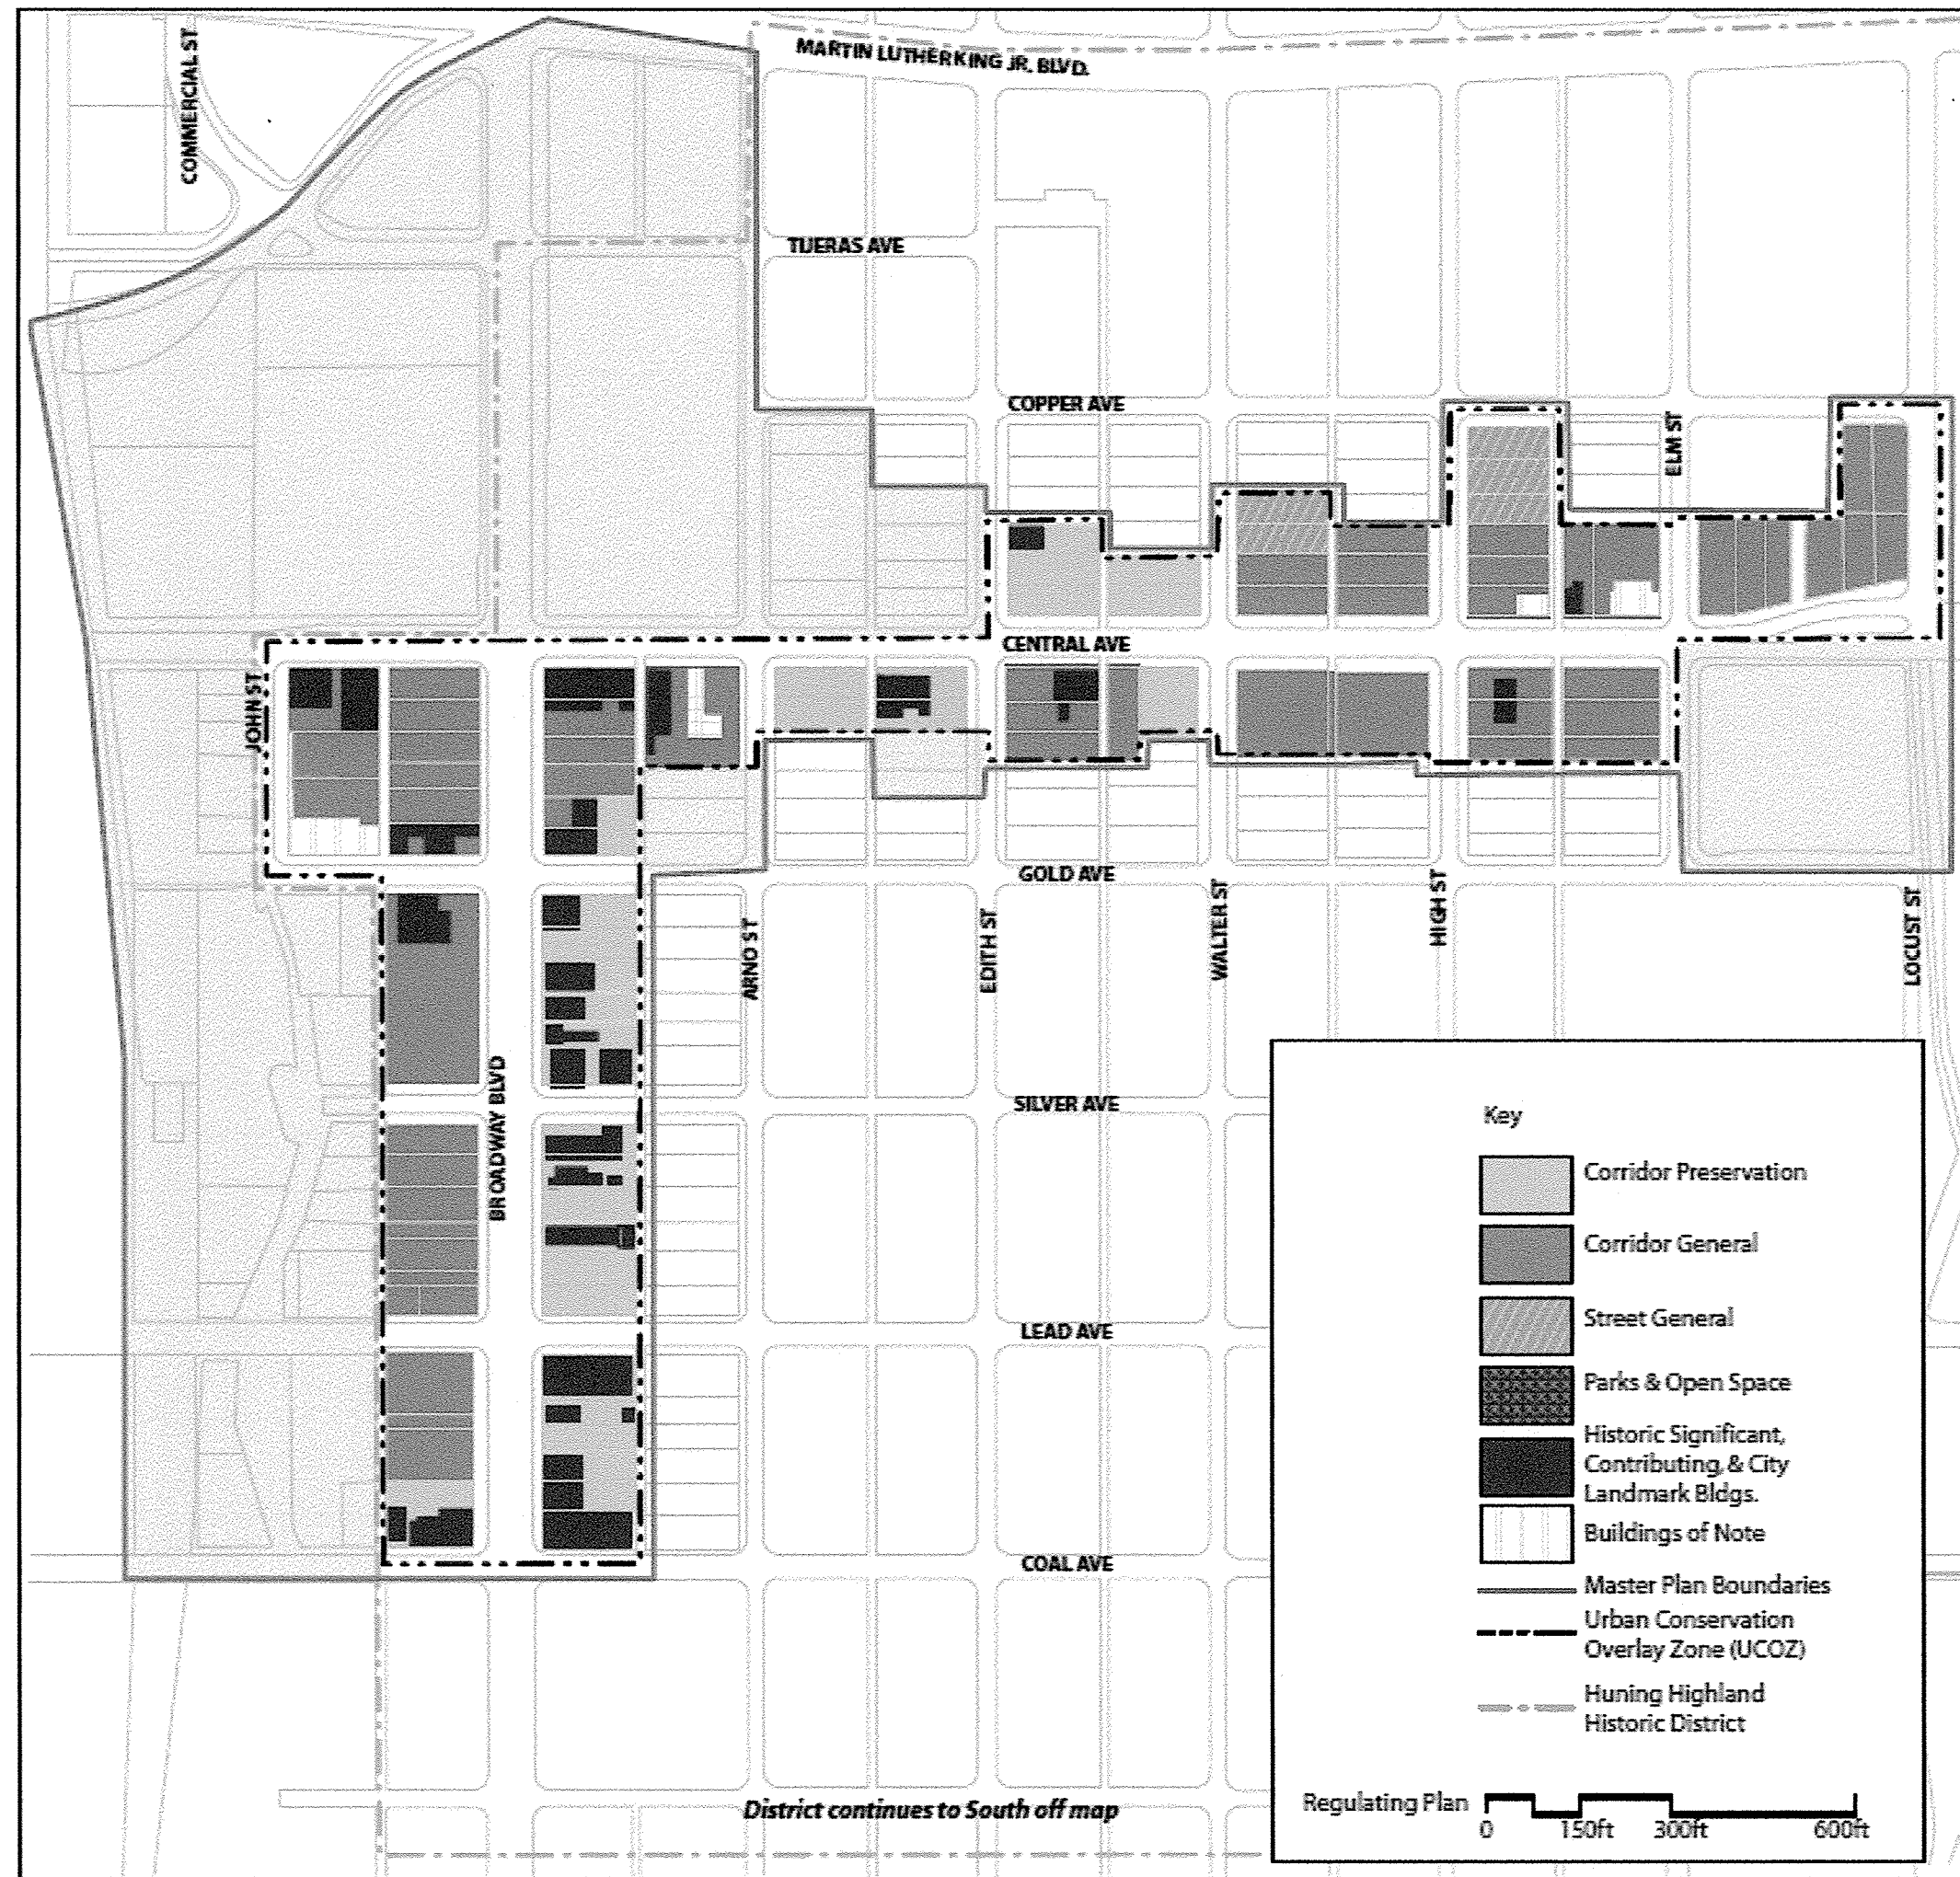 COMMERCIAL ST.
MARTIN LUTHER KING JR. BLVD.
TIJERAS AVE
COPPER AVE
ELM ST
CENTRAL AVE
JOHN ST
GOLD AVE
ARNO ST
EDITH ST
WALTER ST
HIGH ST
LOCUST ST
BROADWAY BLVD
SILVER AVE
LEAD AVE
COAL AVE
District continues to South off map
Key
Corridor Preservation
Corridor General
Street General
Parks & Open Space
Historic Significant,
Contributing, & City
Landmark Bldgs.
Buildings of Note
Master Plan Boundaries
Urban Conservation
Overlay Zone (UCOZ)
Huning Highland
Historic District
Regulating Plan
0 150ft 300ft 600ft